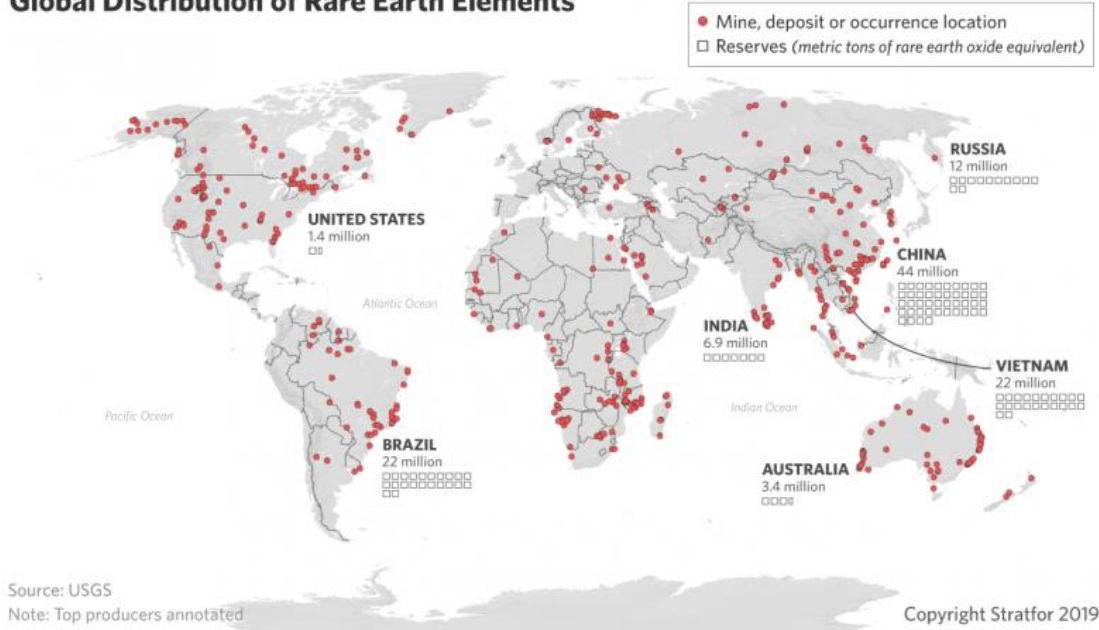 Global Distribution of Rare Earth Elements
Mine, deposit or occurrence location
Reserves (metric tons of rare earth oxide equivalent)
RUSSIA
12 million
UNITED STATES
1.4 million
CHINA
44 million
Atlantic Ocean
INDIA
6.9 million
VIETNAM
22 million
Pacific Ocean
Indian Ocean
BRAZIL
22 million
AUSTRALIA
3.4 million
Source: USGS
Note: Top producers annotated
Copyright Stratfor 2019